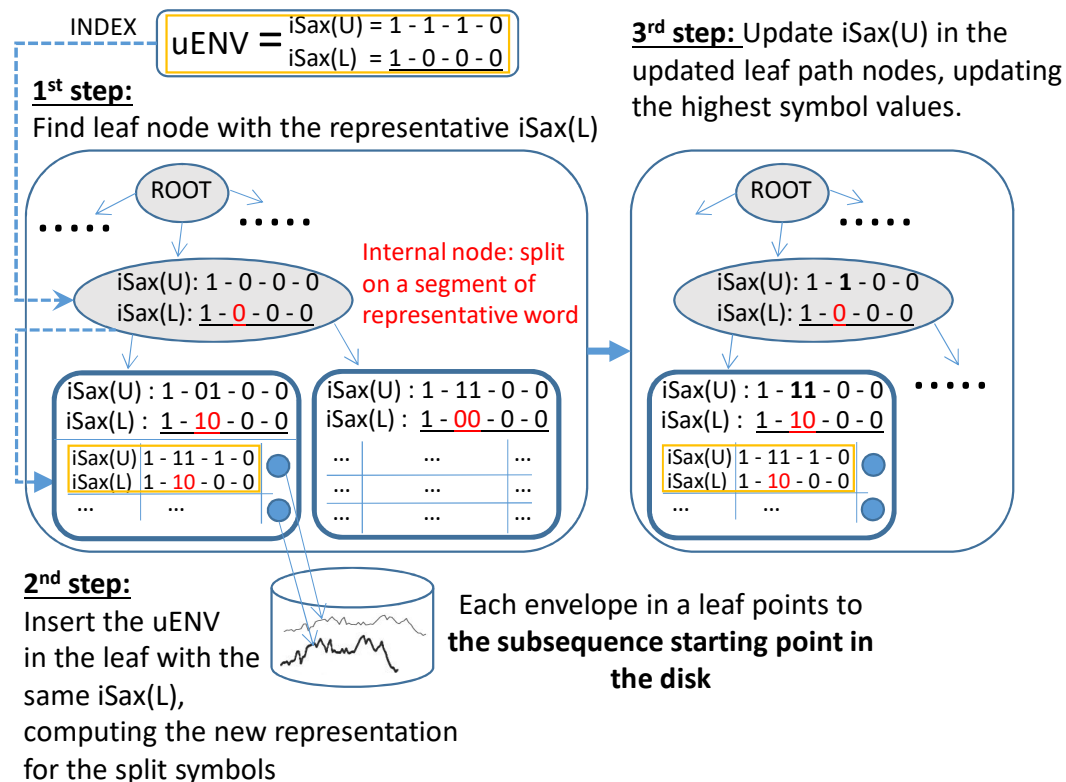 INDEX
uENV = iSax(U) = 1 - 1 - 1 - 0
iSax(L) = 1 - 0 - 0 - 0
1st step:
Find leaf node with the representative iSax(L)
ROOT
.....
.....
Internal node: split
on a segment of
representative word
iSax(U): 1 - 0 - 0 - 0
iSax(L): 1 - 0 - 0 - 0
iSax(U) : 1 - 01 - 0 - 0
iSax(L) : 1 - 10 - 0 - 0
iSax(U) 1 - 11 - 1 - 0
iSax(L) 1 - 10 - 0 - 0
... ...
iSax(U) : 1 - 11 - 0 - 0
iSax(L) : 1 - 00 - 0 - 0
... ... ...
... ... ...
... ... ...
2nd step:
Insert the uENV
in the leaf with the
same iSax(L),
computing the new representation
for the split symbols
Each envelope in a leaf points to
the subsequence starting point in
the disk
3rd step: Update iSax(U) in the
updated leaf path nodes, updating
the highest symbol values.
ROOT
.....
iSax(U): 1 - 1 - 0 - 0
iSax(L): 1 - 0 - 0 - 0
.....
iSax(U) : 1 - 11 - 0 - 0
iSax(L) : 1 - 10 - 0 - 0
iSax(U) 1 - 11 - 1 - 0
iSax(L) 1 - 10 - 0 - 0
... ...